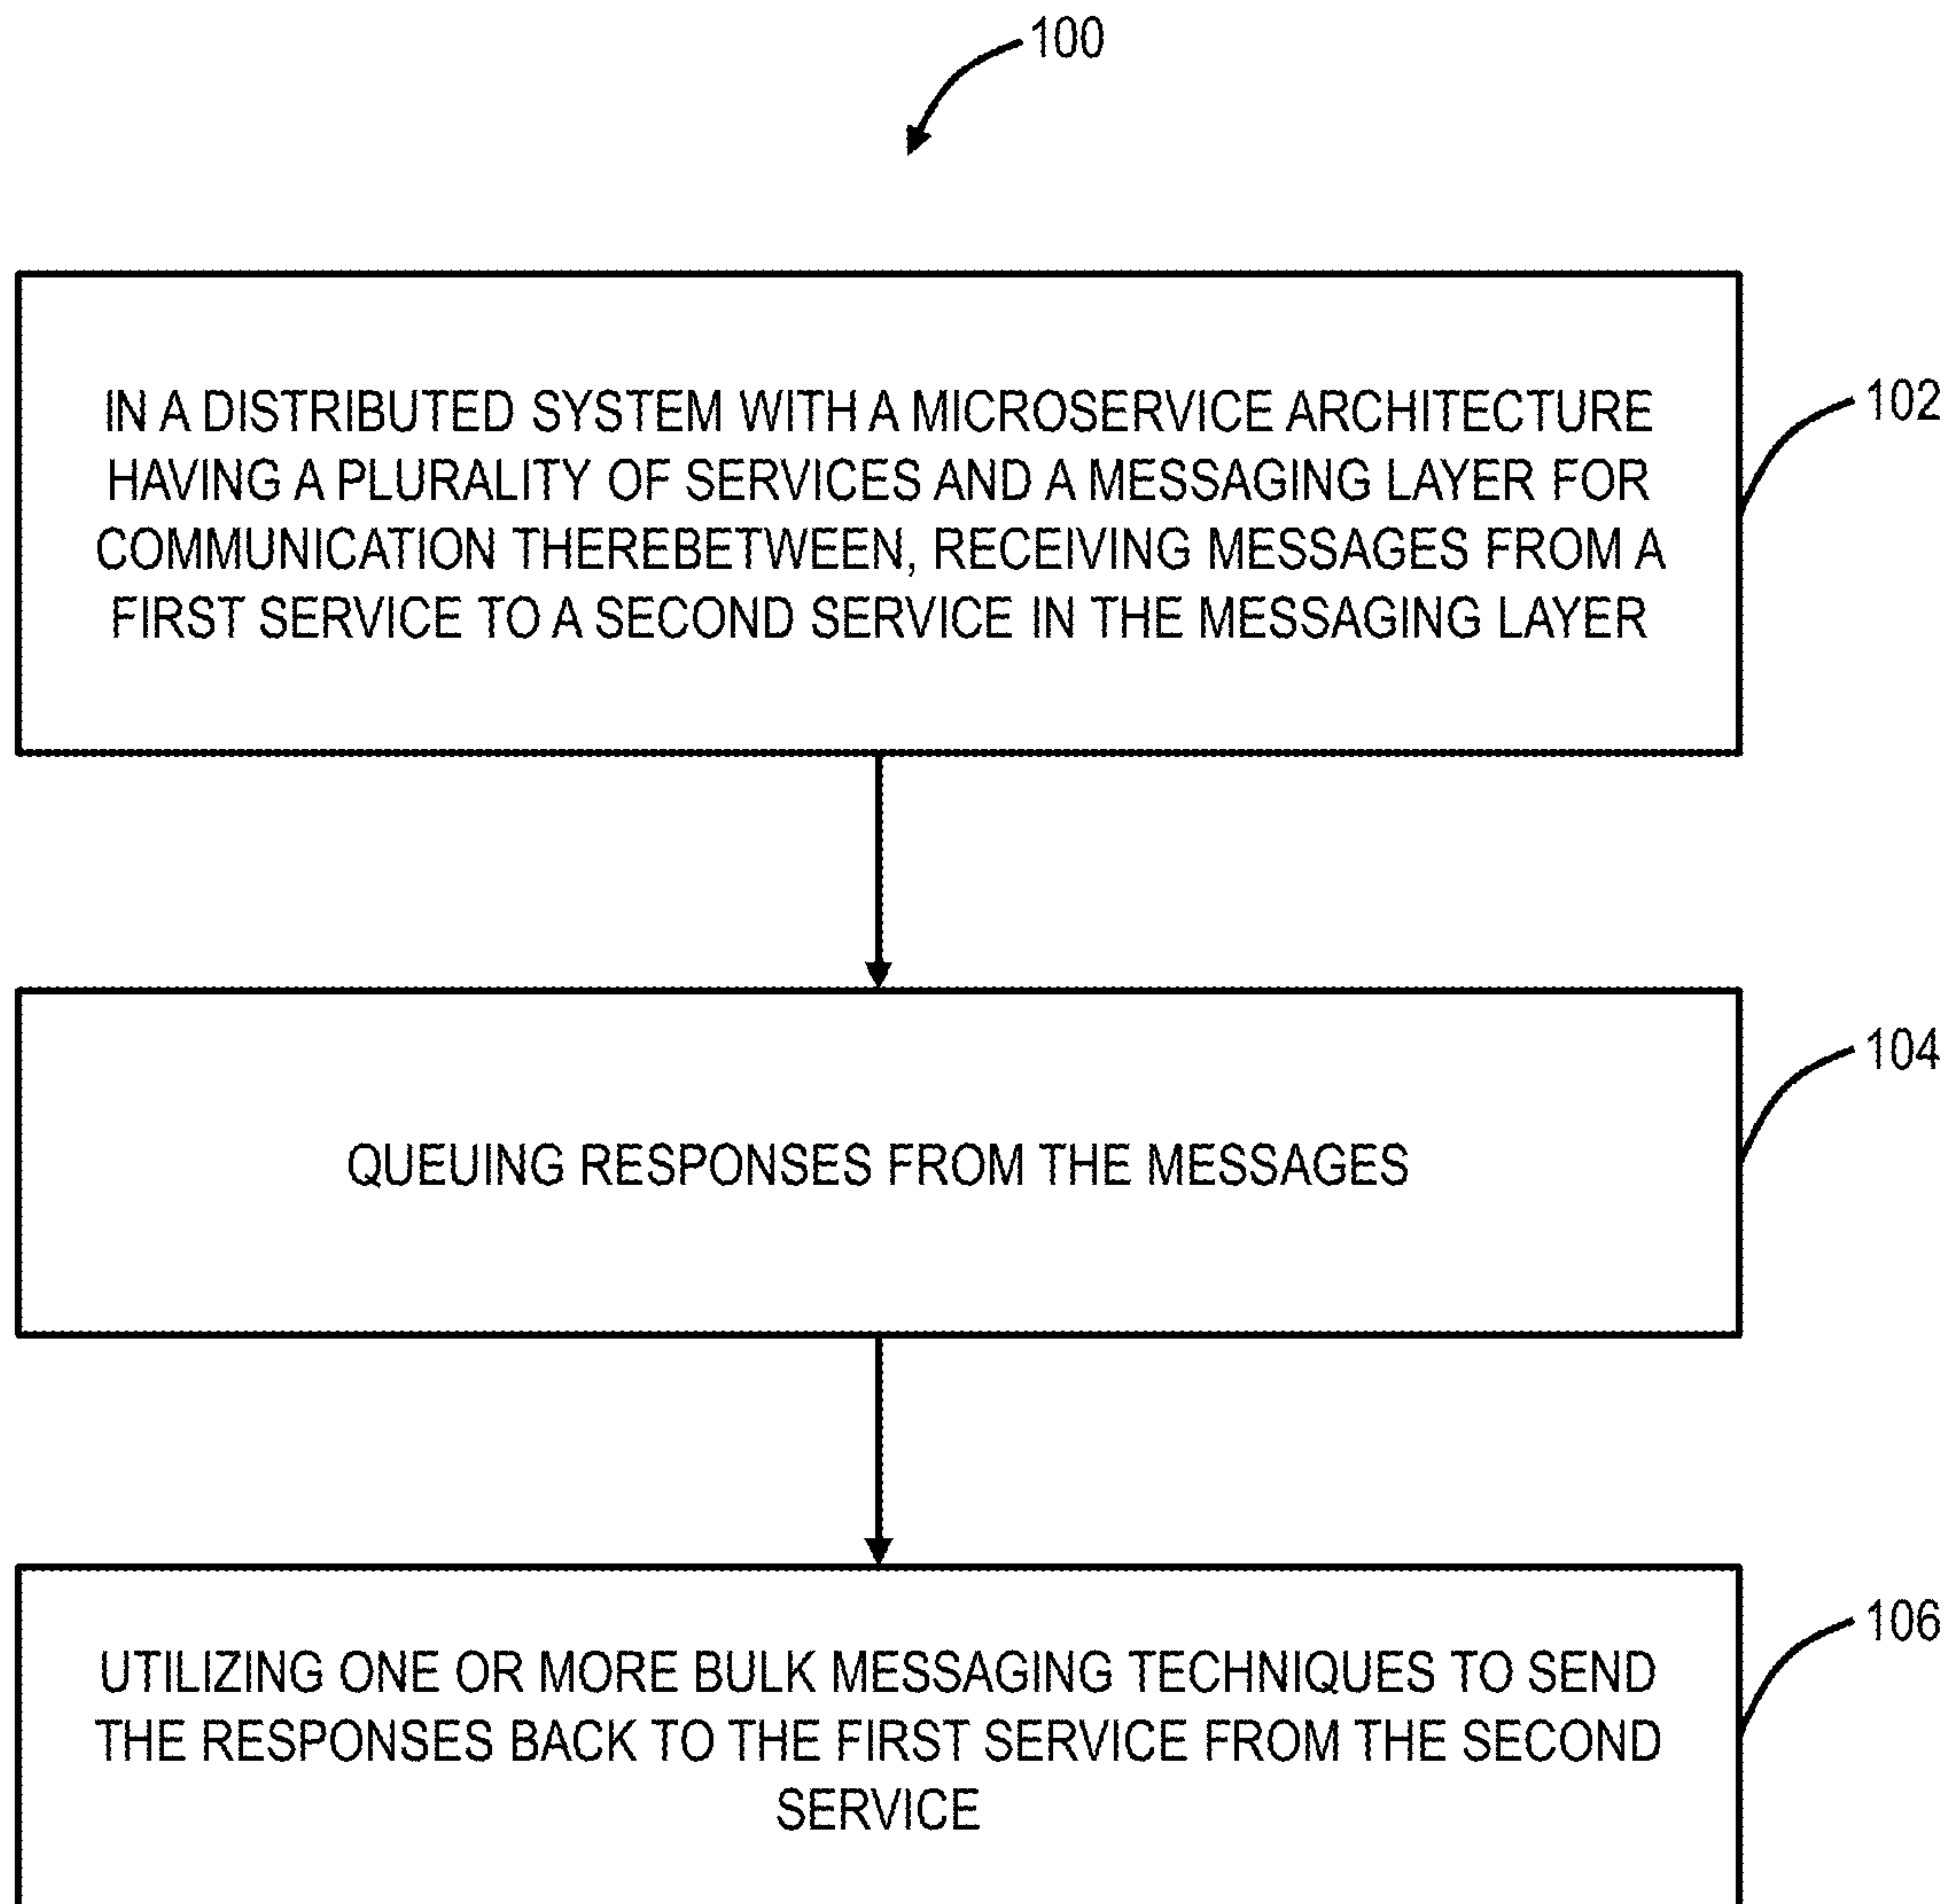 100
IN A DISTRIBUTED SYSTEM WITH A MICROSERVICE ARCHITECTURE
HAVING A PLURALITY OF SERVICES AND A MESSAGING LAYER FOR
COMMUNICATION THEREBETWEEN, RECEIVING MESSAGES FROM A
FIRST SERVICE TO A SECOND SERVICE IN THE MESSAGING LAYER
102
QUEUING RESPONSES FROM THE MESSAGES
104
UTILIZING ONE OR MORE BULK MESSAGING TECHNIQUES TO SEND
THE RESPONSES BACK TO THE FIRST SERVICE FROM THE SECOND
SERVICE
106